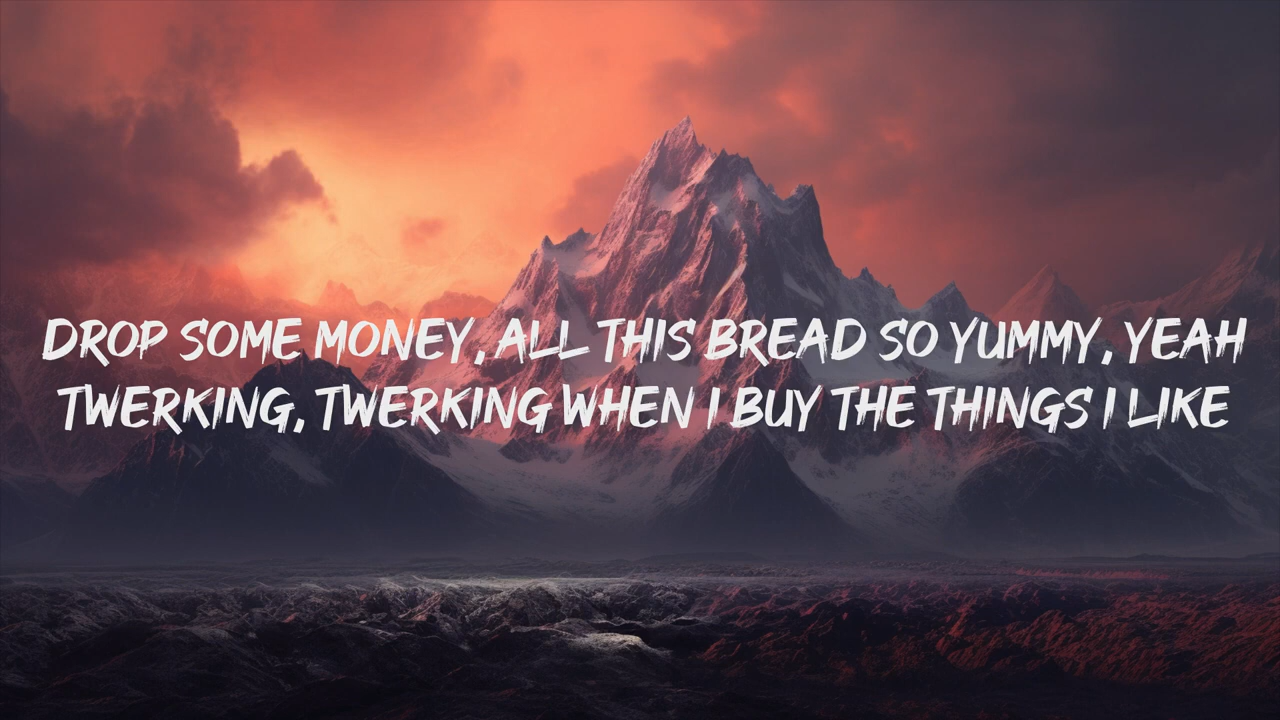 DROP SOME MONEY, ALL THIS BREAD SO YUMMY, YEAH
TWERKING, TWERKING WHEN I BUY THE THINGS I LIKE